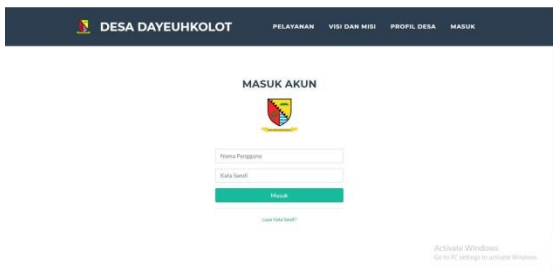 DESA DAYEUHKOLOT PELAYANAN VISI DAN MISI PROFIL DESA MASUK
MASUK AKUN
Nama Pengguna
Kata Sandi
Masuk
Lupa Kata Sandi?
Activate Windows
Go to PC settings to activate Windows.